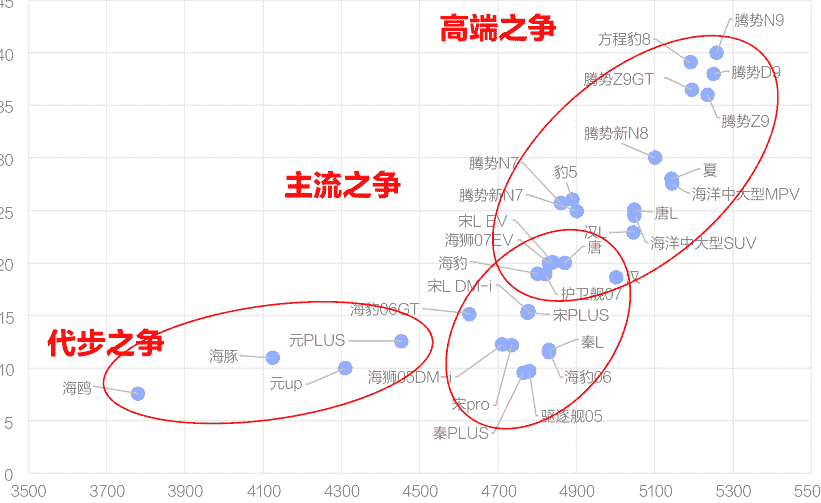 45
高端之争
腾势N9
方程豹8
40
腾势D9
腾势Z9GT
35
腾势Z9
腾势新N8
30
腾势N7
豹5
夏
主流之争
海洋中大型MPV
腾势新N7
25
宋L EV
唐L
汉L
海狮07EV
唐
海洋中大型SUV
20
海豹
汉
宋L DM-i
护卫舰07
海豹06GT
宋PLUS
15
代步之争
元PLUS
秦L
海豚
10
元up
海狮05DM-i
海豹06
海鸥
宋pro
驱逐舰05
5
秦PLUS
0
3500 3700 3900 4100 4300 4500 4700 4900 5100 5300 550